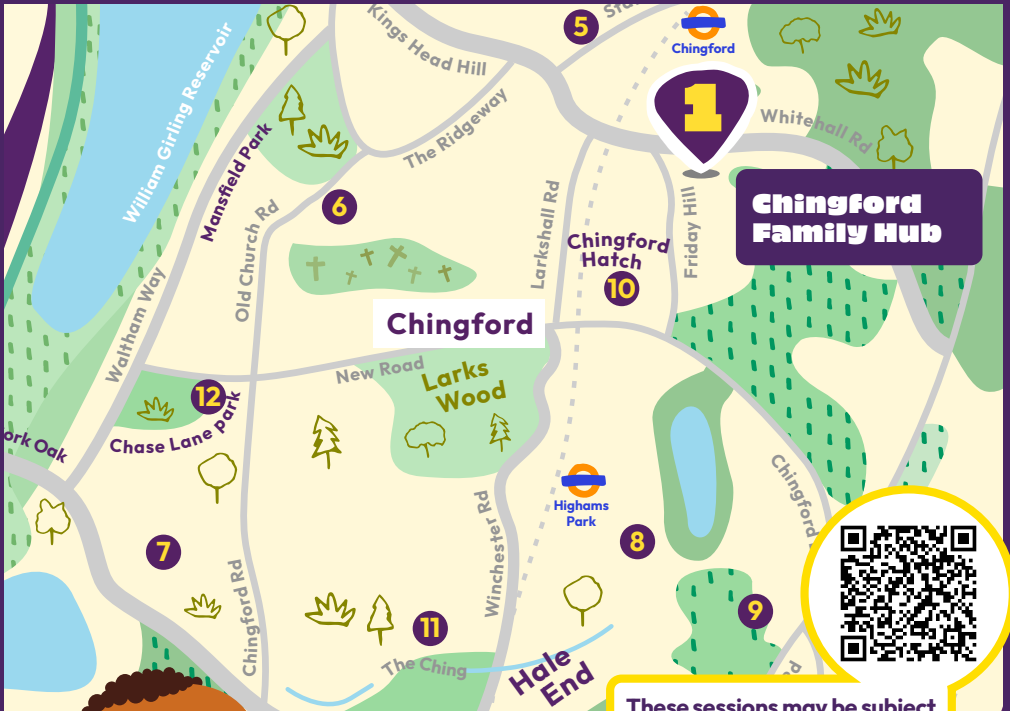 5
Chingford
Kings Head Hill
William Girling Reservoir
1
Whitehall Rd
The Ridgeway
Mansfield Park
6
Old Church Rd
Larkshall Rd
Friday Hill
Chingford
Family Hub
Chingford
Hatch
10
Waltham Way
Chingford
New Road
Larks
Wood
12
Chase Lane park
Oak
Highams
Park
Chingford
Winchester Rd
8
7
Chingford Rd
9
11
The Ching
Hale
End
These sessions may be subject